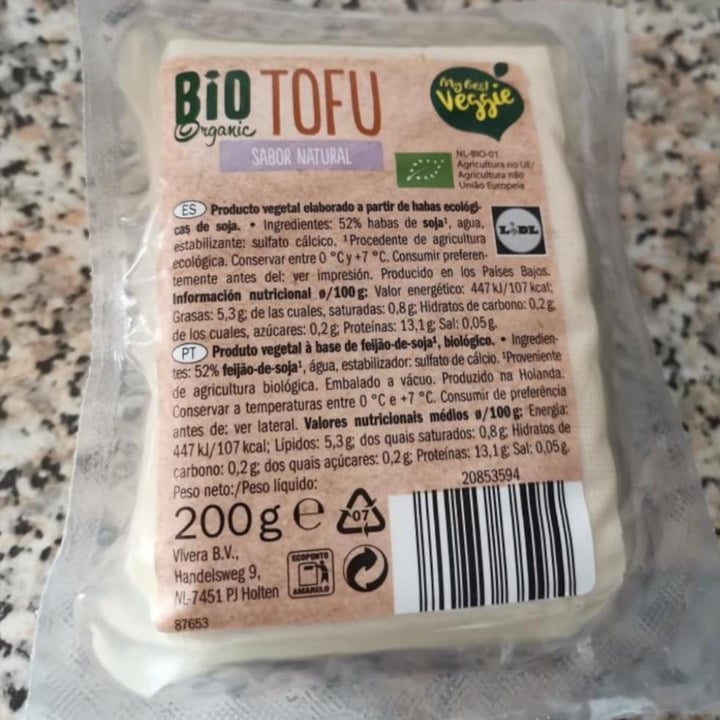 BiO
Organic
TOFU
My Best
Veggie
SABOR NATURAL
NL-BIO-01
Agricultura no UE/
Agricultura não
União Europeia
ES Producto vegetal elaborado a partir de habas ecológi-
cas de soja. • Ingredientes: 52% habas de soja¹, agua,
estabilizante: sulfato cálcico. ¹Procedente de agricultura
ecológica. Conservar entre 0 °C y +7 °C. Consumir preferen-
temente antes del: ver impresión. Producido en los Países Bajos.
Información nutricional ø/100 g: Valor energético: 447 kJ/107 kcal;
Grasas: 5,3 g; de las cuales, saturadas: 0,8 g; Hidratos de carbono: 0,2 g,
de los cuales, azúcares: 0,2 g; Proteínas: 13,1 g; Sal: 0,05 g.
LIDL
PT Produto vegetal à base de feijão-de-soja¹, biológico. • Ingredien-
tes: 52% feijão-de-soja¹, água, estabilizador: sulfato de cálcio. ¹Proveniente
de agricultura biológica. Embalado a vácuo. Produzido na Holanda.
Conservar a temperaturas entre 0 °C e +7 °C. Consumir de preferência
antes de: ver lateral. Valores nutricionais médios ø/100 g: Energia:
447 kJ/107 kcal; Lípidos: 5,3 g; dos quais saturados: 0,8 g; Hidratos de
carbono: 0,2 g; dos quais açúcares: 0,2 g; Proteínas: 13,1 g; Sal: 0,05 g.
Peso neto:/Peso líquido:
20853594
200 g e
07
Vivera B.V.,
Handelsweg 9,
NL-7451 PJ Holten
ECOPONTO
AMARELO
87653